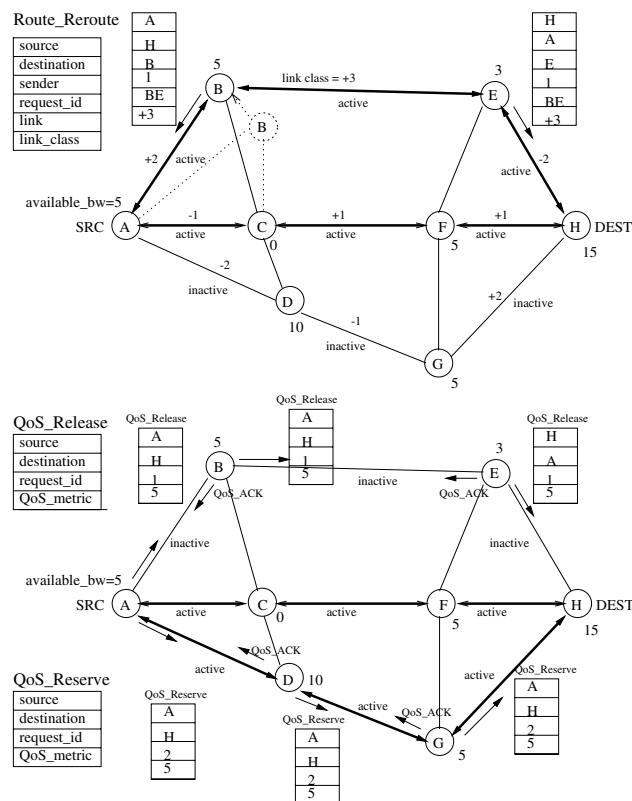 Route_Reroute
source
destination
sender
request_id
link
link_class
A
H
B
1
BE
+3
H
A
E
1
BE
+3
5
B
link class = +3
active
3
E
B
+2
active
-2
active
available_bw=5
SRC
A
-1
active
C
0
+1
active
F
5
+1
active
H
DEST
15
-2
inactive
D
10
-1
inactive
+2
inactive
G
5
QoS_Release
source
destination
request_id
QoS_metric
QoS_Release
A
H
1
5
QoS_Release
A
H
1
5
QoS_Release
H
A
1
5
5
B
QoS_ACK
inactive
3
E
QoS_ACK
inactive
inactive
available_bw=5
SRC
A
active
C
0
active
F
5
active
H
DEST
15
active
QoS_ACK
D
10
active
QoS_ACK
G
5
active
QoS_Reserve
source
destination
request_id
QoS_metric
QoS_Reserve
A
H
2
5
QoS_Reserve
A
H
2
5
QoS_Reserve
A
H
2
5